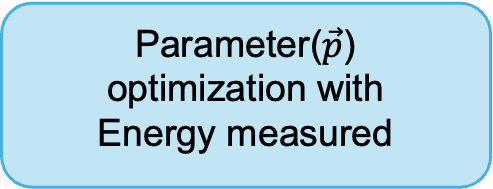 Parameter(𝑝⃗)
optimization with
Energy measured